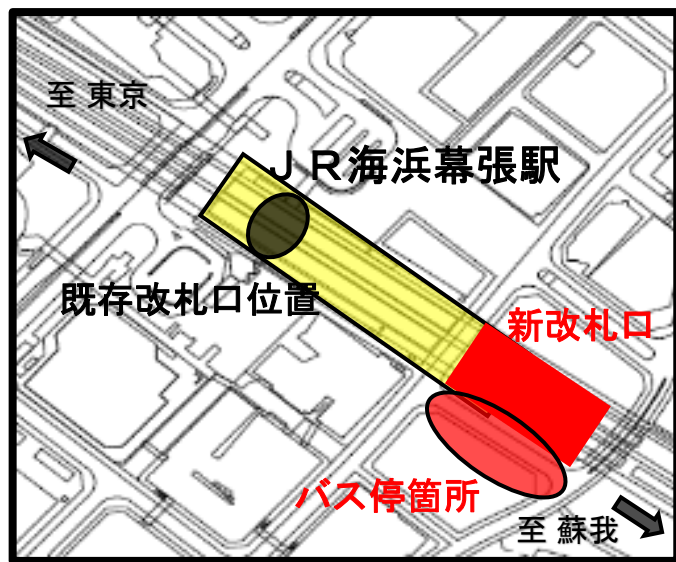 至 東京
ＪＲ海浜幕張駅
既存改札口位置
新改札口
バス停箇所
至 蘇我